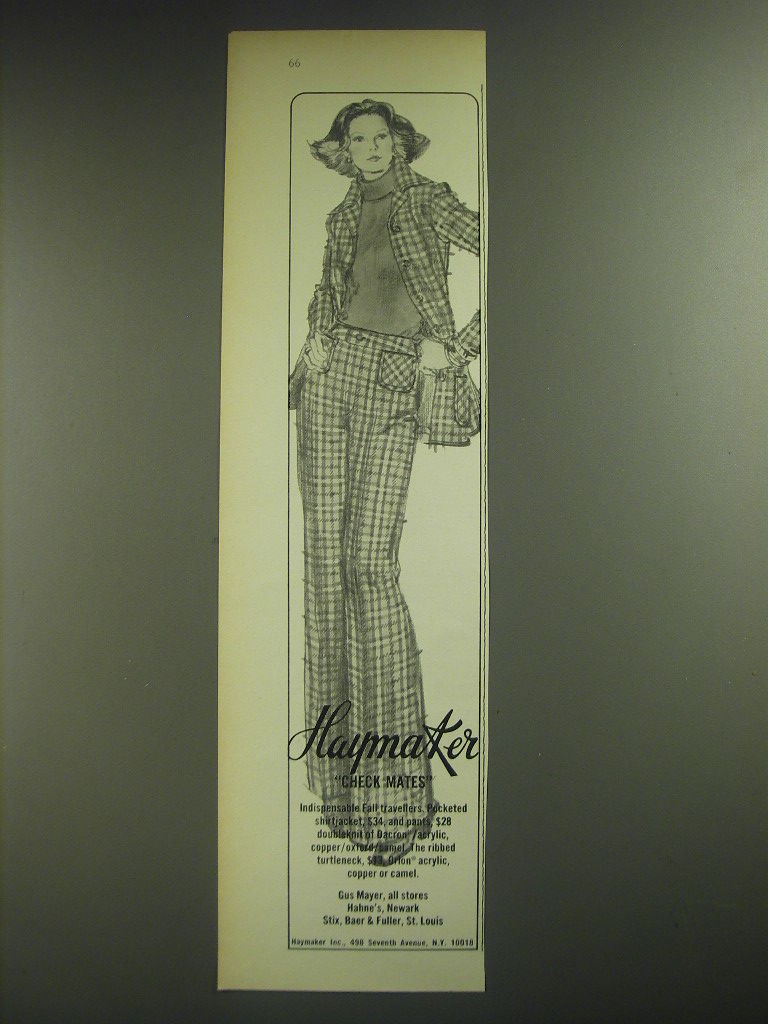 66
Haymaker
"CHECK MATES"
Indispensable Fall travellers. Pocketed
shirtjacket, $34, and pants, $28
doubleknit of Dacron®/acrylic,
copper/oxford/camel. The ribbed
turtleneck, $13, Orlon® acrylic,
copper or camel.
Gus Mayer, all stores
Hahne's, Newark
Stix, Baer & Fuller, St. Louis
Haymaker Inc., 498 Seventh Avenue, N.Y. 10018